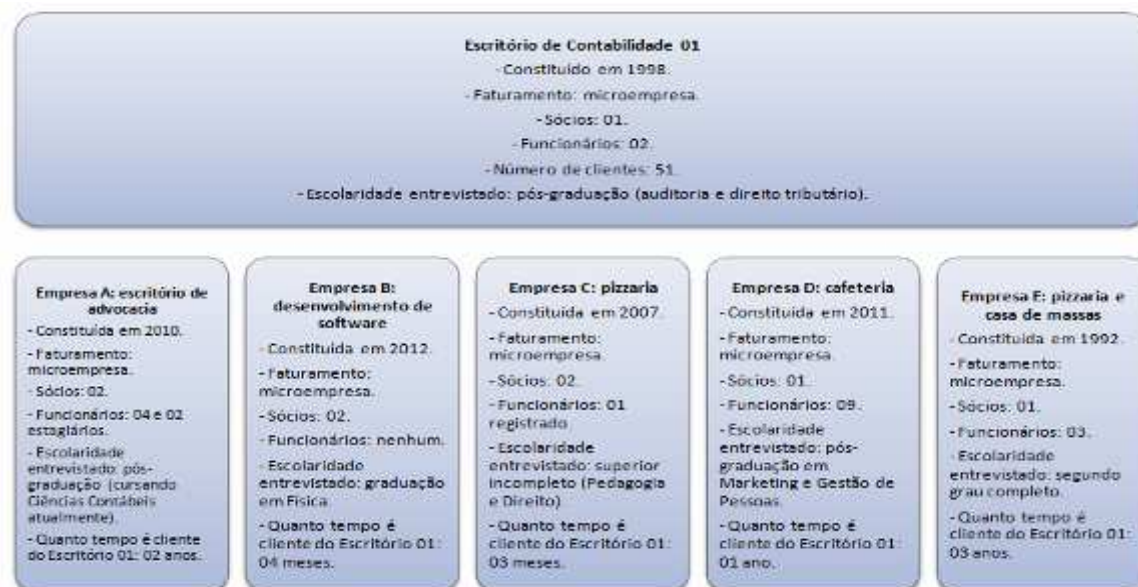 Escritório de Contabilidade 01
- Constituído em 1998.
- Faturamento: microempresa.
- Sócios: 01.
- Funcionários: 02.
- Número de clientes: 51.
- Escolaridade entrevistado: pós-graduação (auditoria e direito tributário).
Empresa A: escritório de
advocacia
- Constituída em 2010.
- Faturamento:
microempresa.
- Sócios: 02.
- Funcionários: 04 e 02
estagiários.
- Escolaridade
entrevistado: pós-
graduação (cursando
Ciências Contábeis
atualmente).
- Quanto tempo é cliente
do Escritório 01: 02 anos.
Empresa B:
desenvolvimento de
software
- Constituída em 2012.
- Faturamento:
microempresa.
- Sócios: 02.
- Funcionários: nenhum.
- Escolaridade
entrevistado: graduação
em Física.
- Quanto tempo é
cliente do Escritório 01:
04 meses.
Empresa C: pizzaria
- Constituída em 2007.
- Faturamento:
microempresa.
- Sócios: 02.
- Funcionários: 01
registrado
- Escolaridade
entrevistado: superior
incompleto (Pedagogia
e Direito)
- Quanto tempo é
cliente do Escritório 01:
03 meses.
Empresa D: cafeteria
- Constituída em 2011.
- Faturamento:
microempresa.
- Sócios: 01.
- Funcionários: 09.
- Escolaridade
entrevistado: pós-
graduação em
Marketing e Gestão de
Pessoas.
- Quanto tempo é
cliente do Escritório 01:
01 ano.
Empresa E: pizzaria e
casa de massas
- Constituída em 1992.
- Faturamento:
microempresa.
- Sócios: 01.
- Funcionários: 03.
- Escolaridade
entrevistado: segundo
grau completo.
- Quanto tempo é
cliente do Escritório 01:
03 anos.